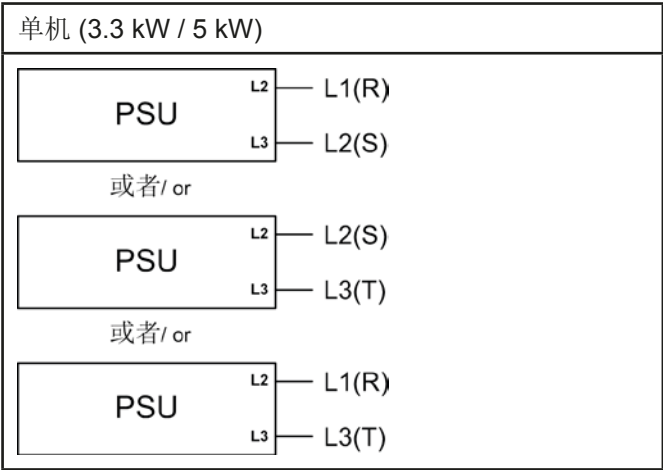 单机 (3.3 kW / 5 kW)
L2 L1(R)
PSU
L3 L2(S)
或者/ or
L2 L2(S)
PSU
L3 L3(T)
或者/ or
L2 L1(R)
PSU
L3 L3(T)